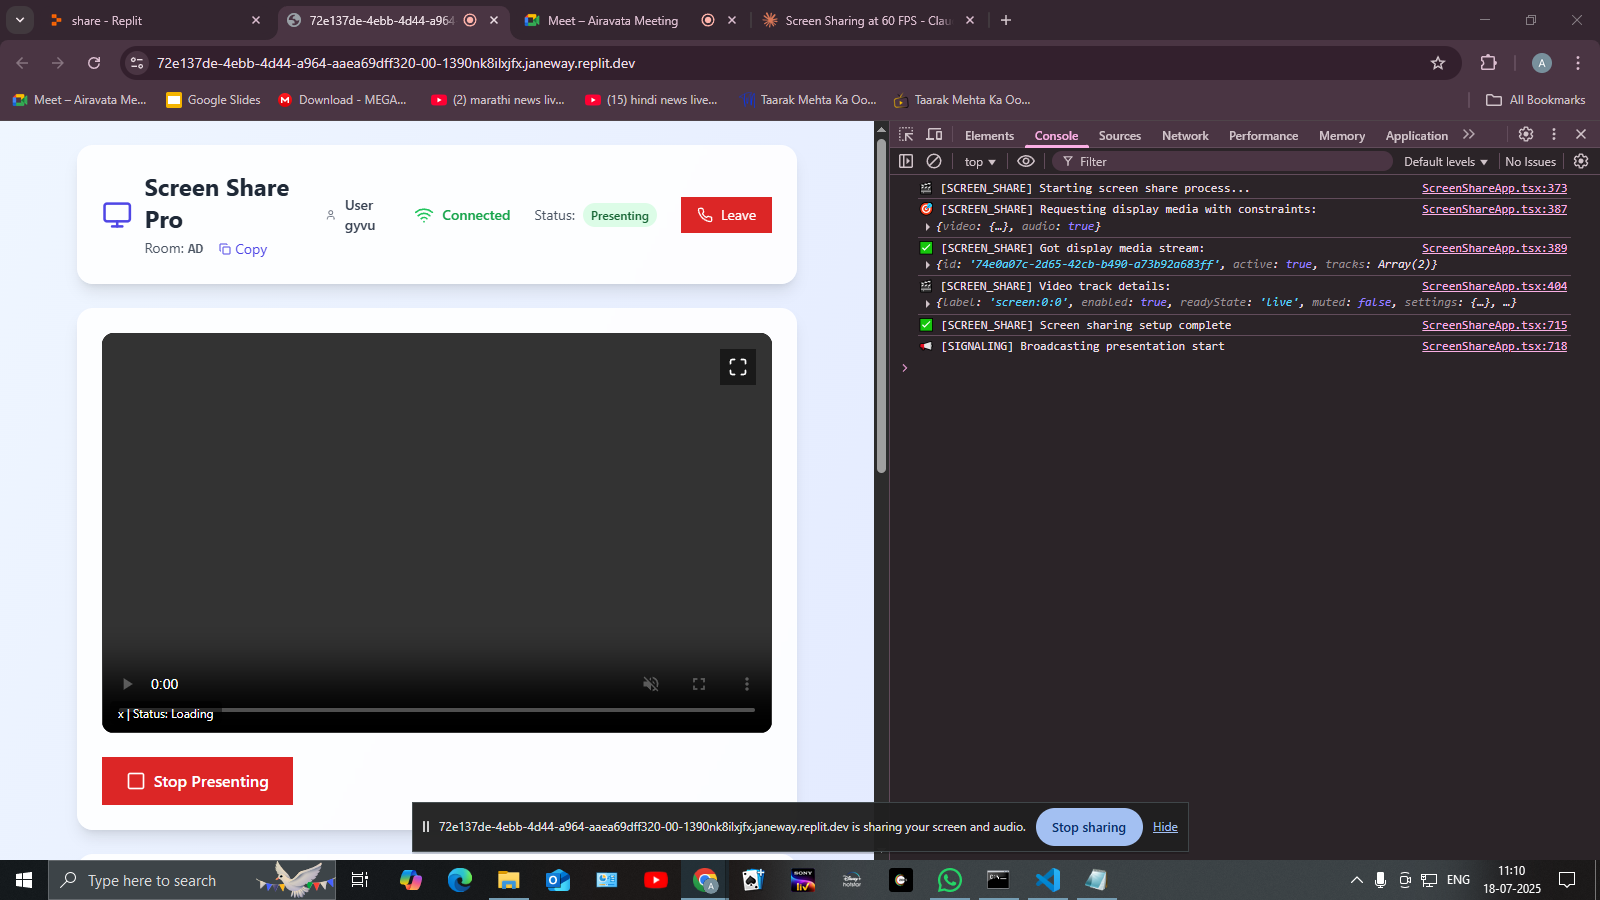 share - Replit
72e137de-4ebb-4d44-a964
Meet – Airavata Meeting
Screen Sharing at 60 FPS - Clau
72e137de-4ebb-4d44-a964-aaea69dff320-00-1390nk8ilxjfx.janeway.replit.dev
A
Meet – Airavata Me...
Google Slides
Download - MEGA...
(2) marathi news liv...
(15) hindi news live...
Taarak Mehta Ka Oo...
Taarak Mehta Ka Oo...
All Bookmarks
Screen Share
Pro
Room: AD
Copy
User
gyvu
Connected
Status:
Presenting
Leave
0:00
x | Status: Loading
Stop Presenting
Elements
Console
Sources
Network
Performance
Memory
Application
top
Filter
Default levels
No Issues
[SCREEN_SHARE] Starting screen share process...
ScreenShareApp.tsx:373
[SCREEN_SHARE] Requesting display media with constraints:
ScreenShareApp.tsx:387
{video: {…}, audio: true}
[SCREEN_SHARE] Got display media stream:
ScreenShareApp.tsx:389
{id: '74e0a07c-2d65-42cb-b490-a73b92a683ff', active: true, tracks: Array(2)}
[SCREEN_SHARE] Video track details:
ScreenShareApp.tsx:404
{label: 'screen:0:0', enabled: true, readyState: 'live', muted: false, settings: {…}, …}
[SCREEN_SHARE] Screen sharing setup complete
ScreenShareApp.tsx:715
[SIGNALING] Broadcasting presentation start
ScreenShareApp.tsx:718
72e137de-4ebb-4d44-a964-aaea69dff320-00-1390nk8ilxjfx.janeway.replit.dev is sharing your screen and audio.
Stop sharing
Hide
Type here to search
A
SONY
liv
hotstar
ENG
11:10
18-07-2025